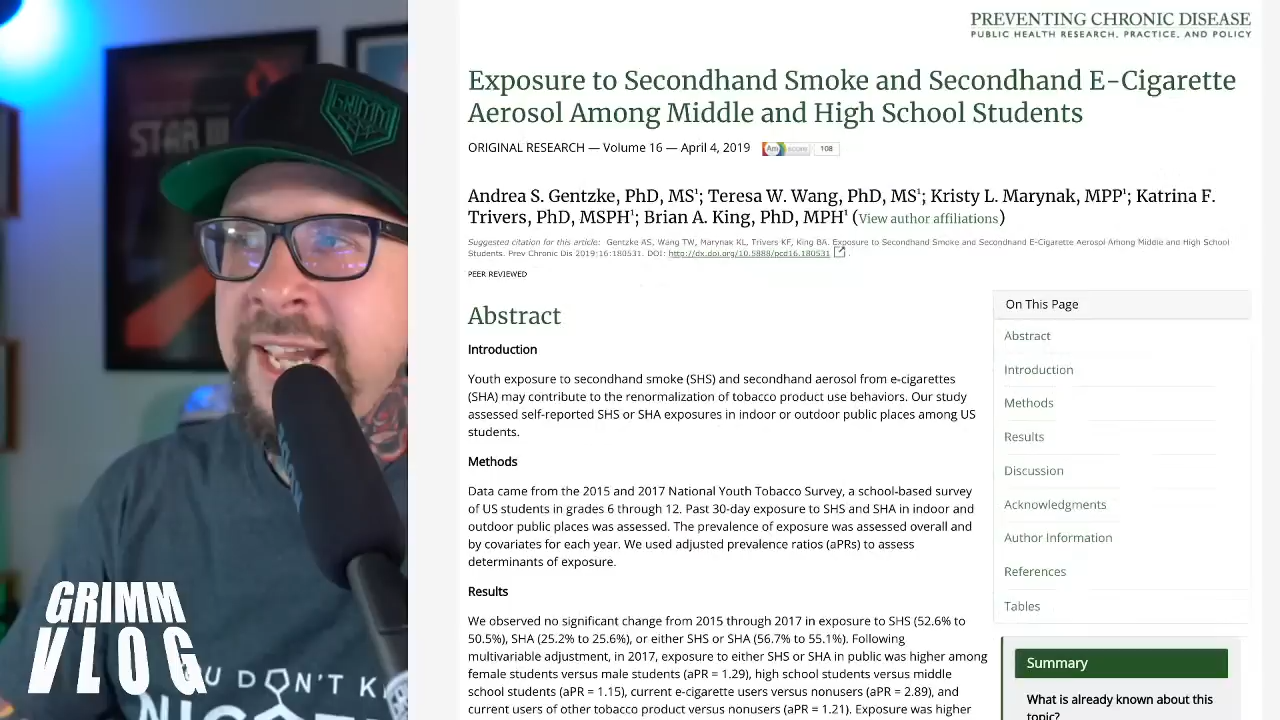 PREVENTING CHRONIC DISEASE
PUBLIC HEALTH RESEARCH, PRACTICE, AND POLICY
Exposure to Secondhand Smoke and Secondhand E-Cigarette
Aerosol Among Middle and High School Students
ORIGINAL RESEARCH — Volume 16 — April 4, 2019
Am score 108
Andrea S. Gentzke, PhD, MS¹; Teresa W. Wang, PhD, MS¹; Kristy L. Marynak, MPP¹; Katrina F.
Trivers, PhD, MSPH¹; Brian A. King, PhD, MPH¹ (View author affiliations)
Suggested citation for this article: Gentzke AS, Wang TW, Marynak KL, Trivers KF, King BA. Exposure to Secondhand Smoke and Secondhand E-Cigarette Aerosol Among Middle and High School
Students. Prev Chronic Dis 2019;16:180531. DOI: http://dx.doi.org/10.5888/pcd16.180531 .
PEER REVIEWED
Abstract
Introduction
Youth exposure to secondhand smoke (SHS) and secondhand aerosol from e-cigarettes
(SHA) may contribute to the renormalization of tobacco product use behaviors. Our study
assessed self-reported SHS or SHA exposures in indoor or outdoor public places among US
students.
Methods
Data came from the 2015 and 2017 National Youth Tobacco Survey, a school-based survey
of US students in grades 6 through 12. Past 30-day exposure to SHS and SHA in indoor and
outdoor public places was assessed. The prevalence of exposure was assessed overall and
by covariates for each year. We used adjusted prevalence ratios (aPRs) to assess
determinants of exposure.
Results
We observed no significant change from 2015 through 2017 in exposure to SHS (52.6% to
50.5%), SHA (25.2% to 25.6%), or either SHS or SHA (56.7% to 55.1%). Following
multivariable adjustment, in 2017, exposure to either SHS or SHA in public was higher among
female students versus male students (aPR = 1.29), high school students versus middle
school students (aPR = 1.15), current e-cigarette users versus nonusers (aPR = 2.89), and
current users of other tobacco product versus nonusers (aPR = 1.21). Exposure was higher
On This Page
Abstract
Introduction
Methods
Results
Discussion
Acknowledgments
Author Information
References
Tables
Summary
What is already known about this
topic?
STAR W
GRIMM
GRIMM
VLOG
U DON'T K
NICOT